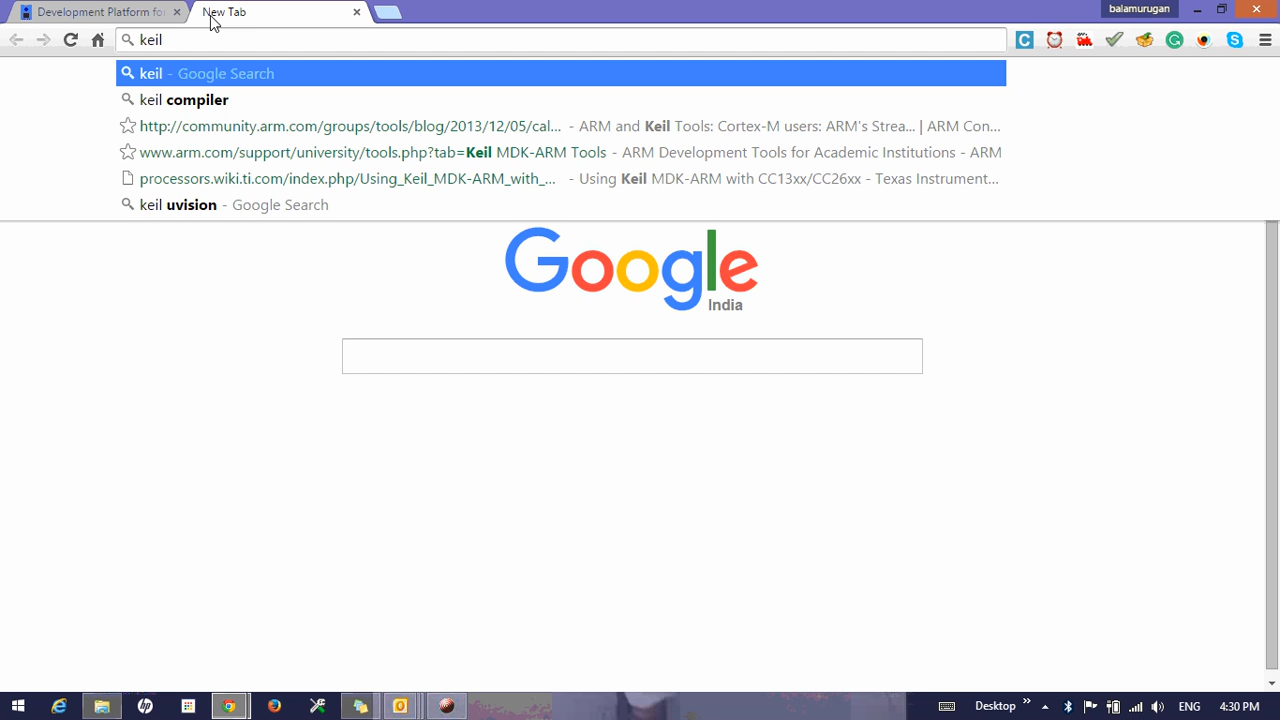 Development Platform for
New Tab
balamurugan
keil
keil - Google Search
keil compiler
http://community.arm.com/groups/tools/blog/2013/12/05/cal... - ARM and Keil Tools: Cortex-M users: ARM's Strea... | ARM Con...
www.arm.com/support/university/tools.php?tab=Keil MDK-ARM Tools - ARM Development Tools for Academic Institutions - ARM
processors.wiki.ti.com/index.php/Using_Keil_MDK-ARM_with_... - Using Keil MDK-ARM with CC13xx/CC26xx - Texas Instrument...
keil uvision - Google Search
Google
India
Desktop
ENG
4:30 PM